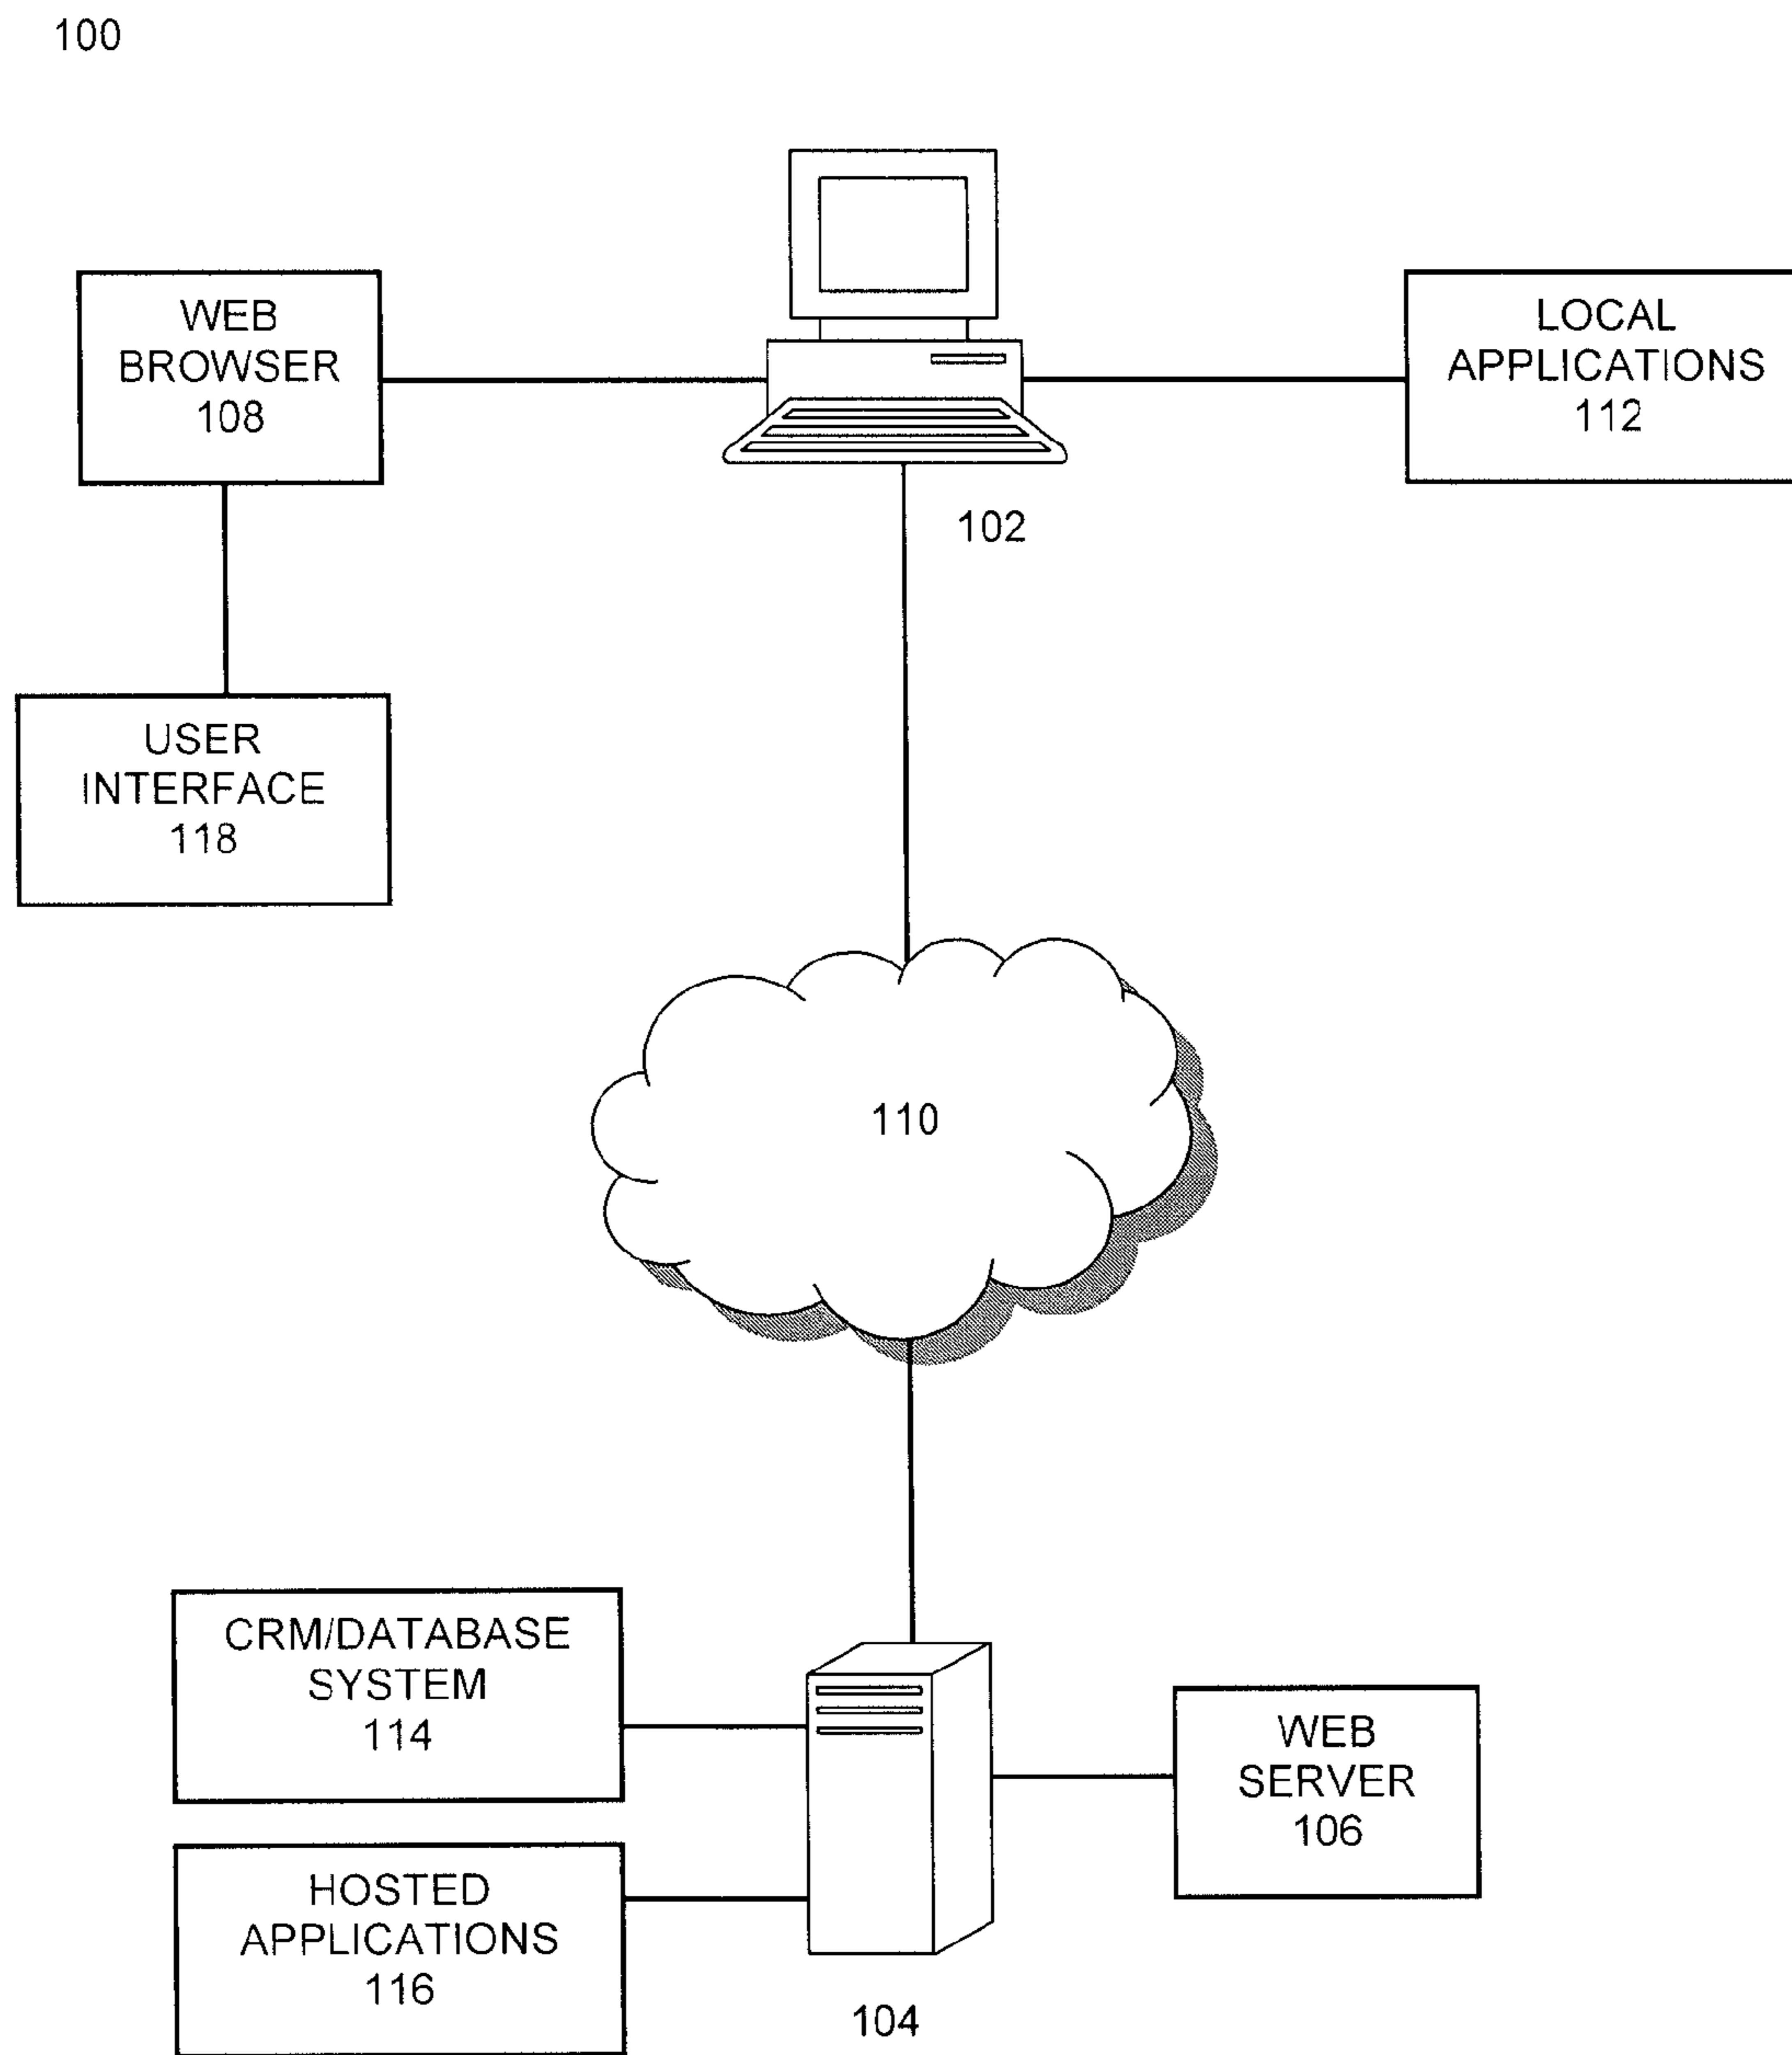 100
WEB
BROWSER
108
LOCAL
APPLICATIONS
112
102
USER
INTERFACE
118
110
CRM/DATABASE
SYSTEM
114
WEB
SERVER
106
HOSTED
APPLICATIONS
116
104